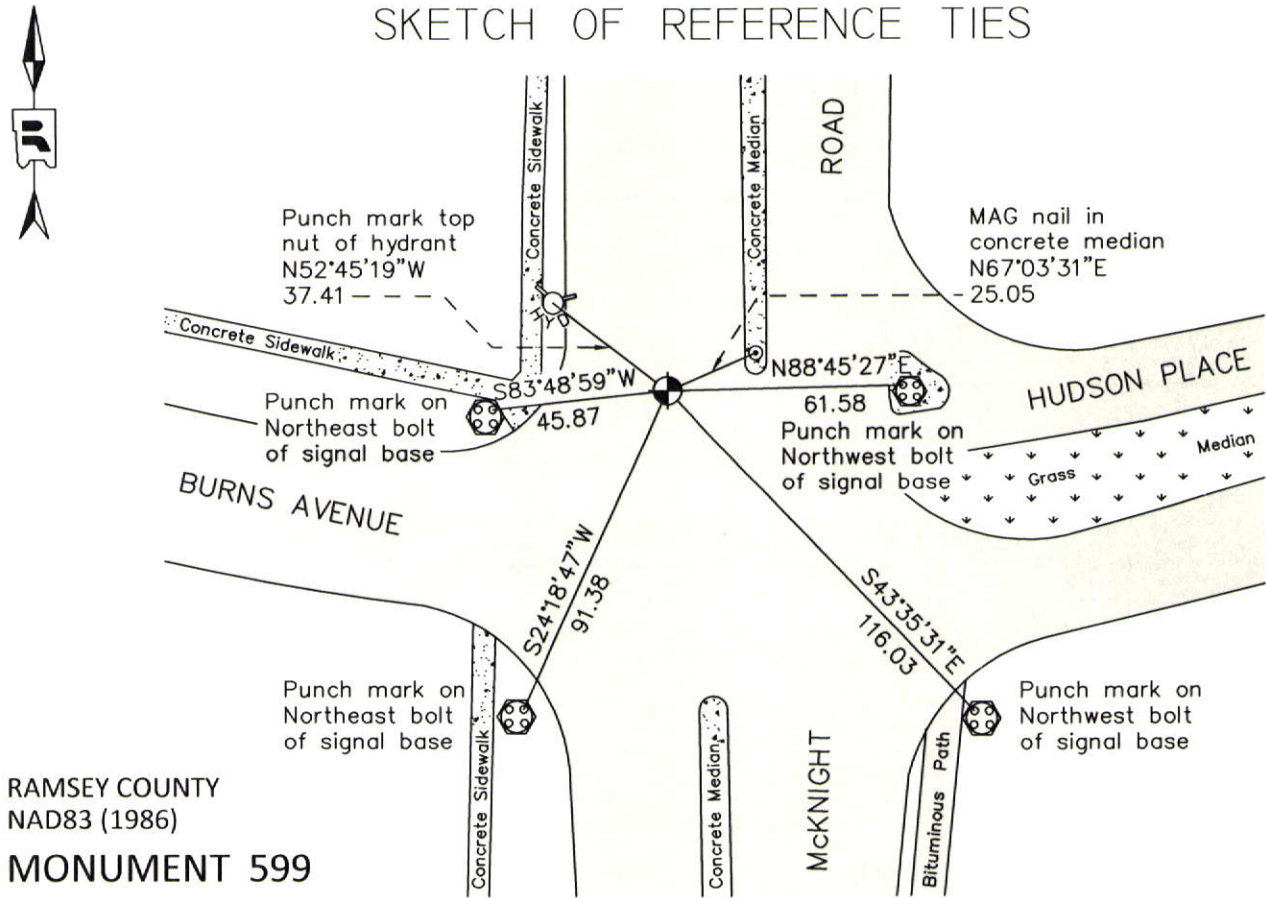 SKETCH OF REFERENCE TIES
Concrete Sidewalk
Concrete Median
ROAD
Punch mark top
nut of hydrant
N52°45'19"W
37.41
MAG nail in
concrete median
N67°03'31"E
25.05
HYD
Concrete Sidewalk
S83°48'59"W
45.87
N88°45'27"E
61.58
HUDSON PLACE
Punch mark on
Northeast bolt
of signal base
Punch mark on
Northwest bolt
of signal base
Grass Median
BURNS AVENUE
S24°18'47"W
91.38
S43°35'31"E
116.03
Punch mark on
Northeast bolt
of signal base
Punch mark on
Northwest bolt
of signal base
Concrete Sidewalk
Concrete Median
McKNIGHT
Bituminous Path
RAMSEY COUNTY
NAD83 (1986)
MONUMENT 599